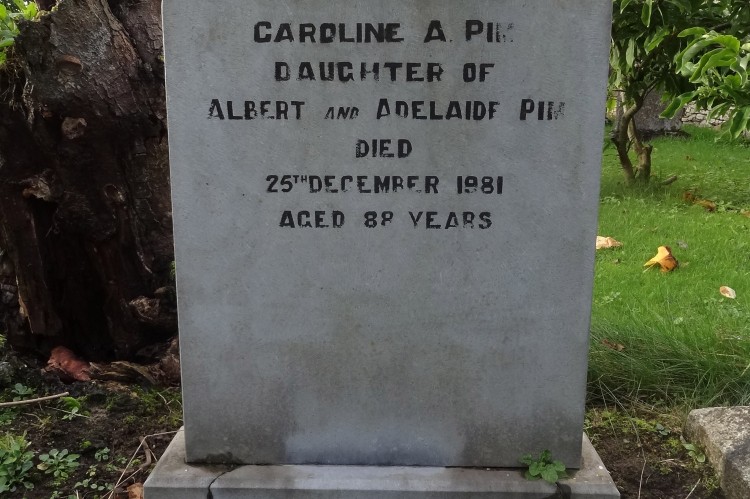 CAROLINE A. PIM
DAUGHTER OF
ALBERT AND ADELAIDE PIM
DIED
25TH DECEMBER 1981
AGED 88 YEARS